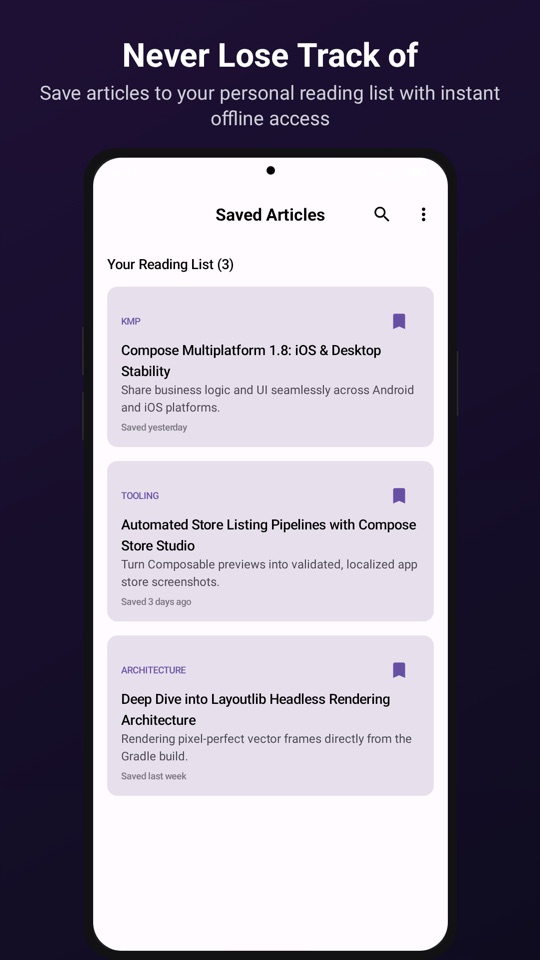 Never Lose Track of
Save articles to your personal reading list with instant
offline access
Saved Articles
Your Reading List (3)
KMP
Compose Multiplatform 1.8: iOS & Desktop
Stability
Share business logic and UI seamlessly across Android
and iOS platforms.
Saved yesterday
TOOLING
Automated Store Listing Pipelines with Compose
Store Studio
Turn Composable previews into validated, localized app
store screenshots.
Saved 3 days ago
ARCHITECTURE
Deep Dive into Layoutlib Headless Rendering
Architecture
Rendering pixel-perfect vector frames directly from the
Gradle build.
Saved last week